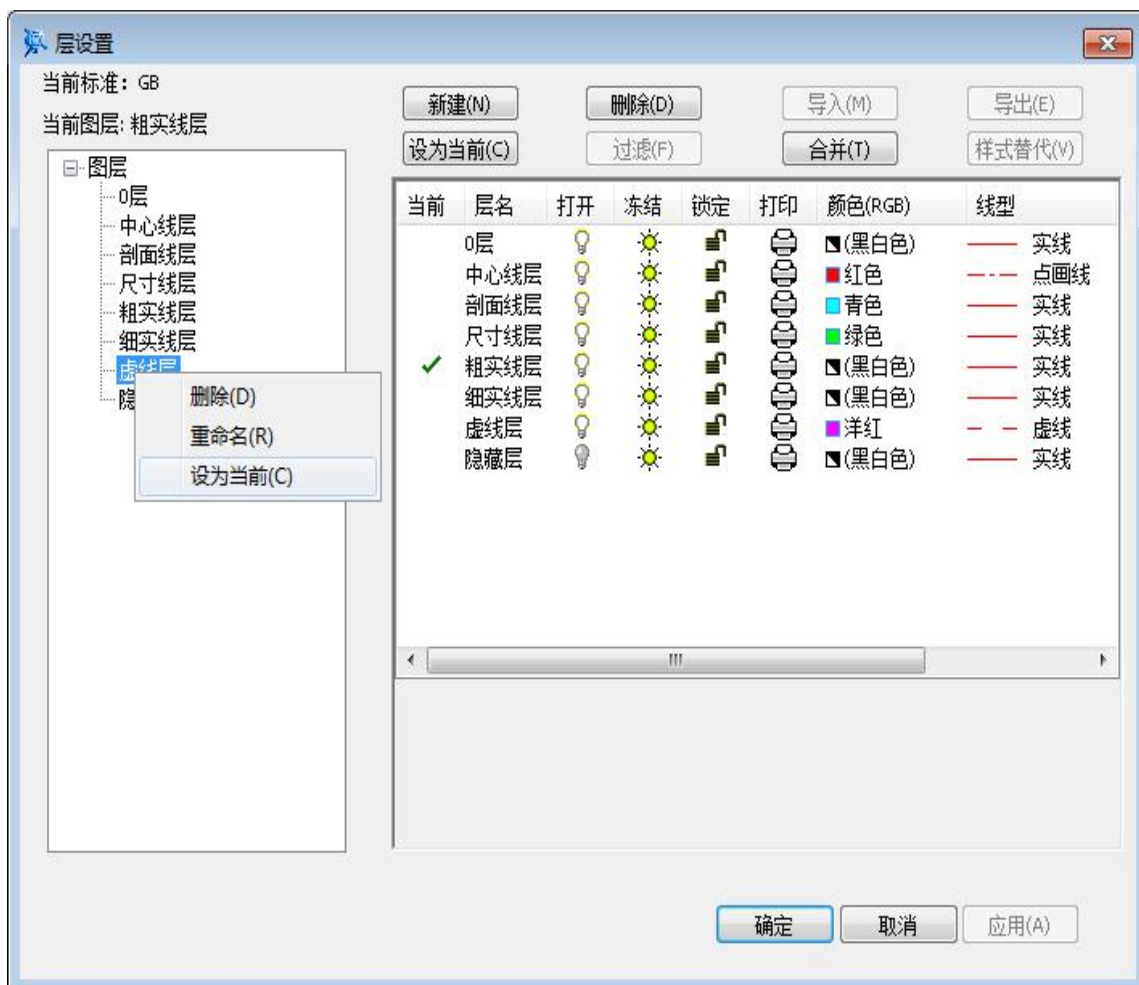 层设置
当前标准: GB
当前图层: 粗实线层
新建(N) 删除(D) 导入(M) 导出(E)
设为当前(C) 过滤(F) 合并(T) 样式替代(V)
图层
0层
中心线层
剖面线层
尺寸线层
粗实线层
细实线层
虚线层
隐
删除(D)
重命名(R)
设为当前(C)
当前 层名 打开 冻结 锁定 打印 颜色(RGB) 线型
0层 (黑白色) 实线
中心线层 红色 点画线
剖面线层 青色 实线
尺寸线层 绿色 实线
粗实线层 (黑白色) 实线
细实线层 (黑白色) 实线
虚线层 洋红 虚线
隐藏层 (黑白色) 实线
确定 取消 应用(A)